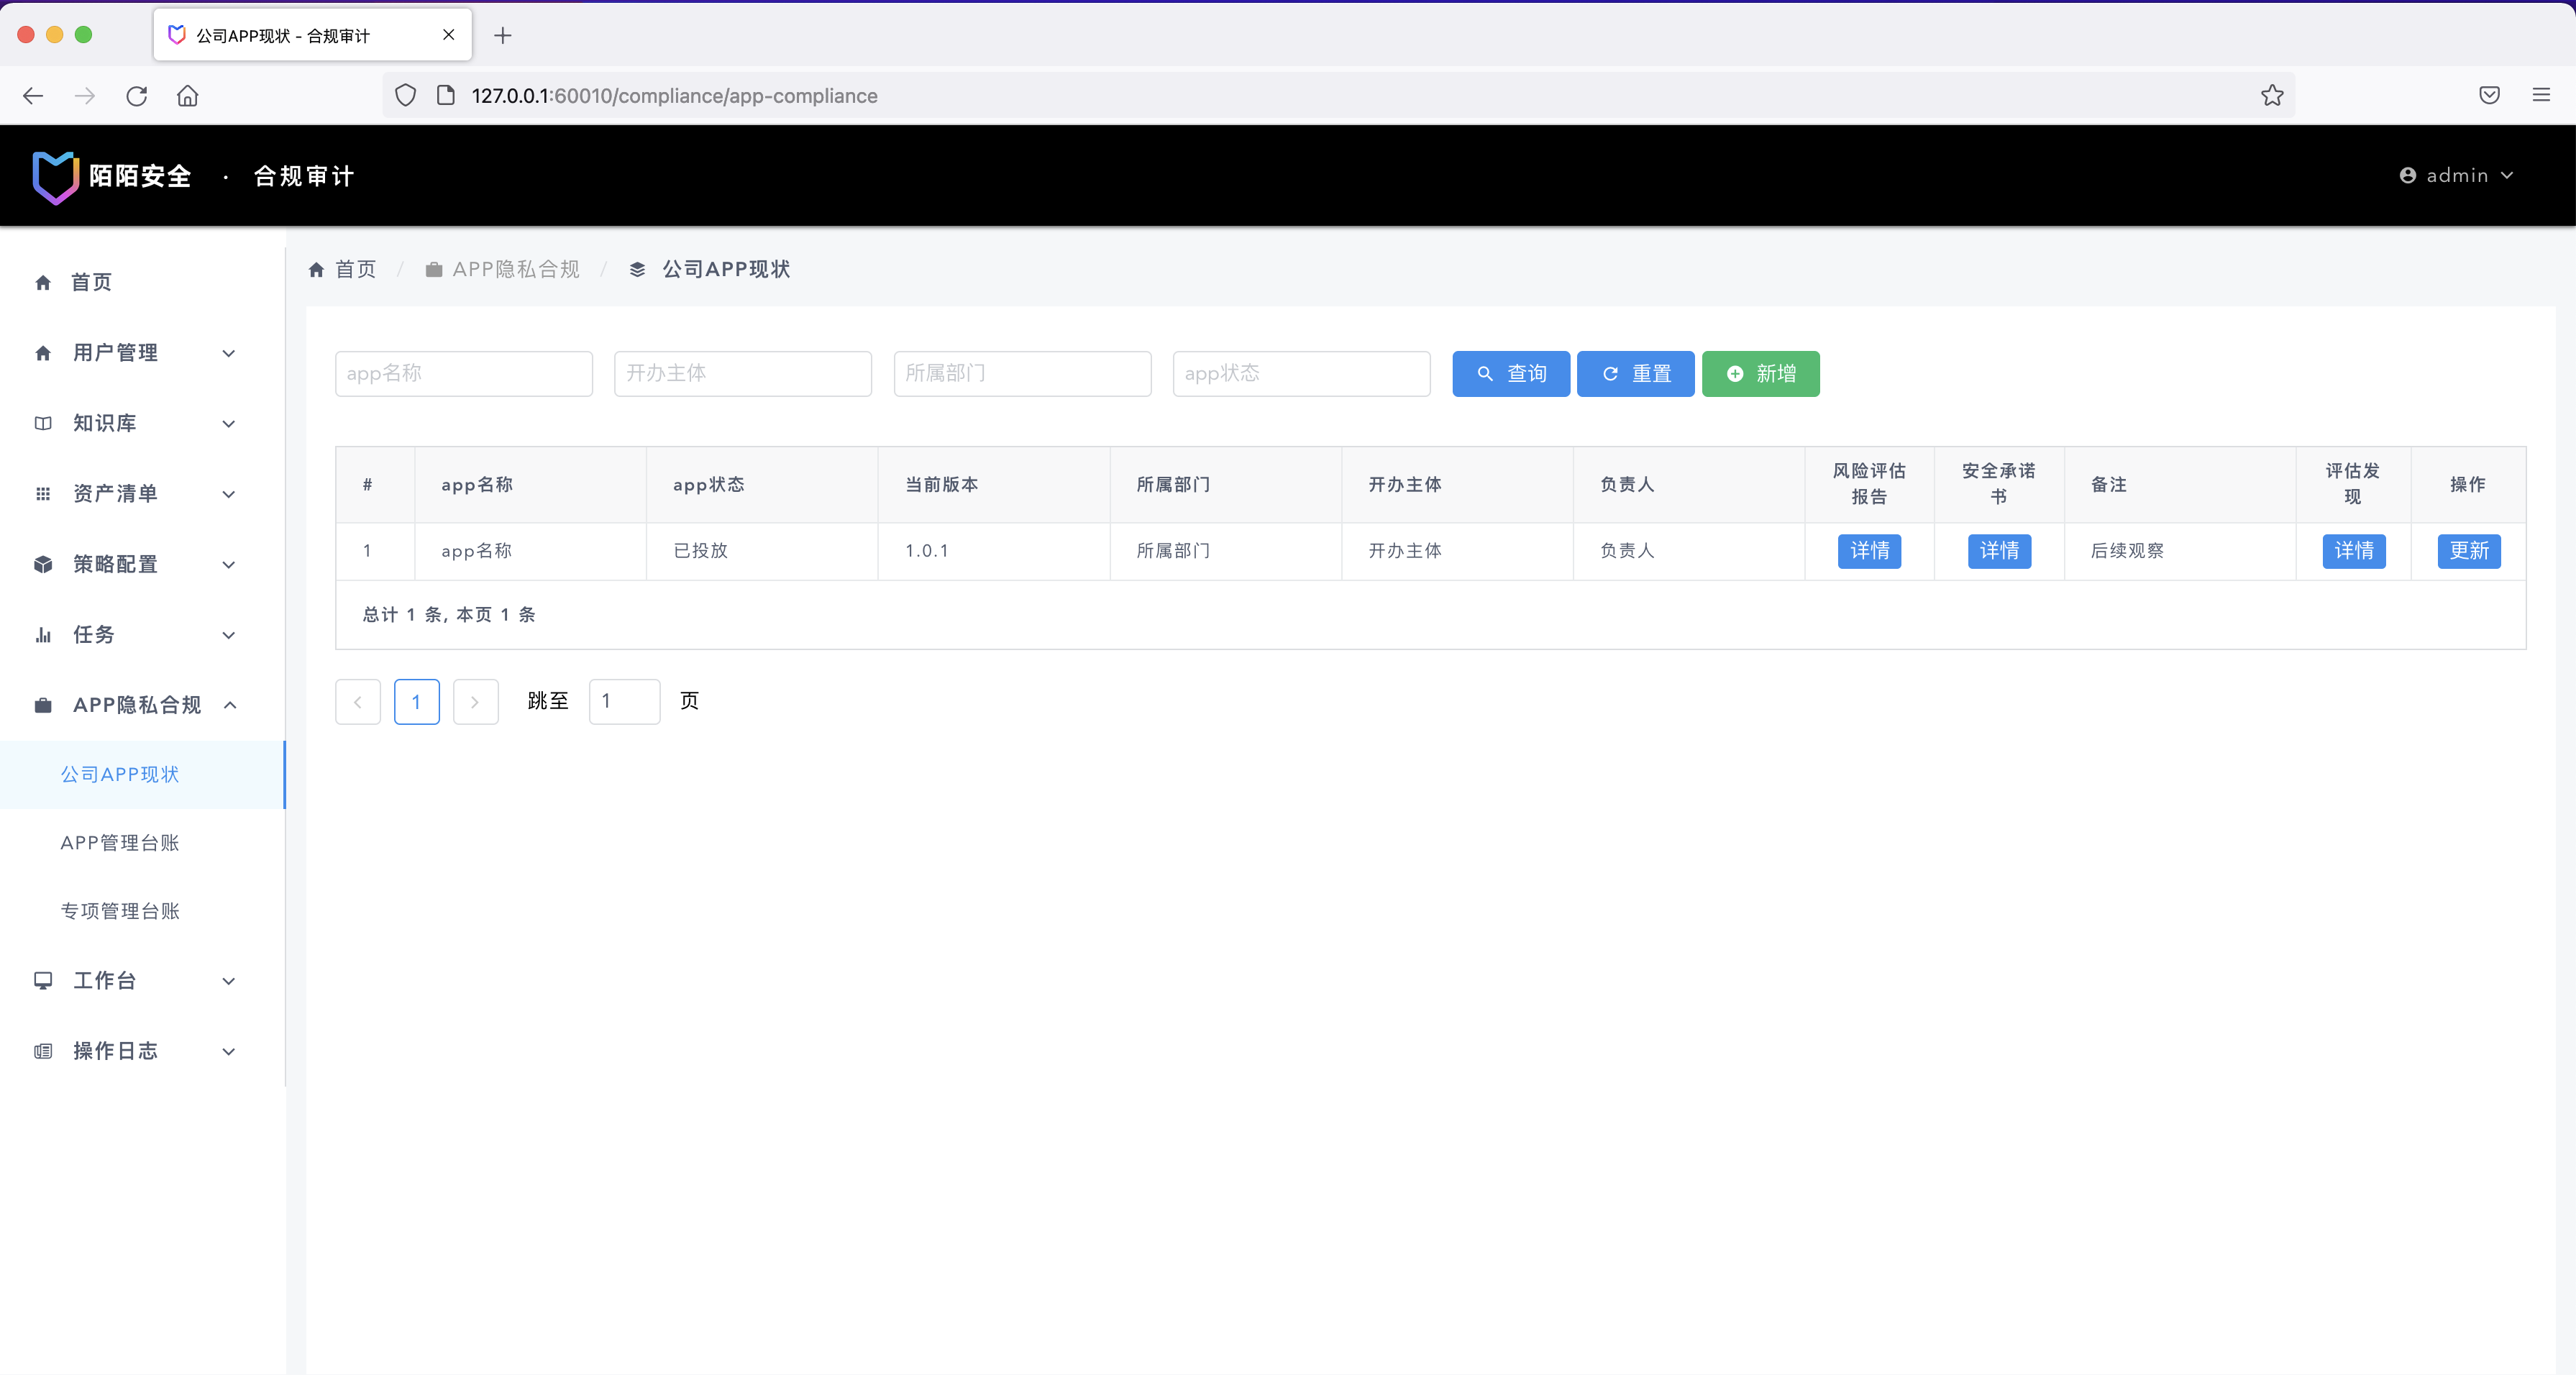 公司APP现状 - 合规审计
127.0.0.1:60010/compliance/app-compliance
陌陌安全 · 合规审计
admin
首页
用户管理
知识库
资产清单
策略配置
任务
APP隐私合规
公司APP现状
APP管理台账
专项管理台账
工作台
操作日志
首页 / APP隐私合规 / 公司APP现状
app名称 开办主体 所属部门 app状态 查询 重置 新增
# app名称 app状态 当前版本 所属部门 开办主体 负责人 风险评估报告 安全承诺书 备注 评估发现 操作
1 app名称 已投放 1.0.1 所属部门 开办主体 负责人 详情 详情 后续观察 详情 更新
总计 1 条, 本页 1 条
1 跳至 1 页